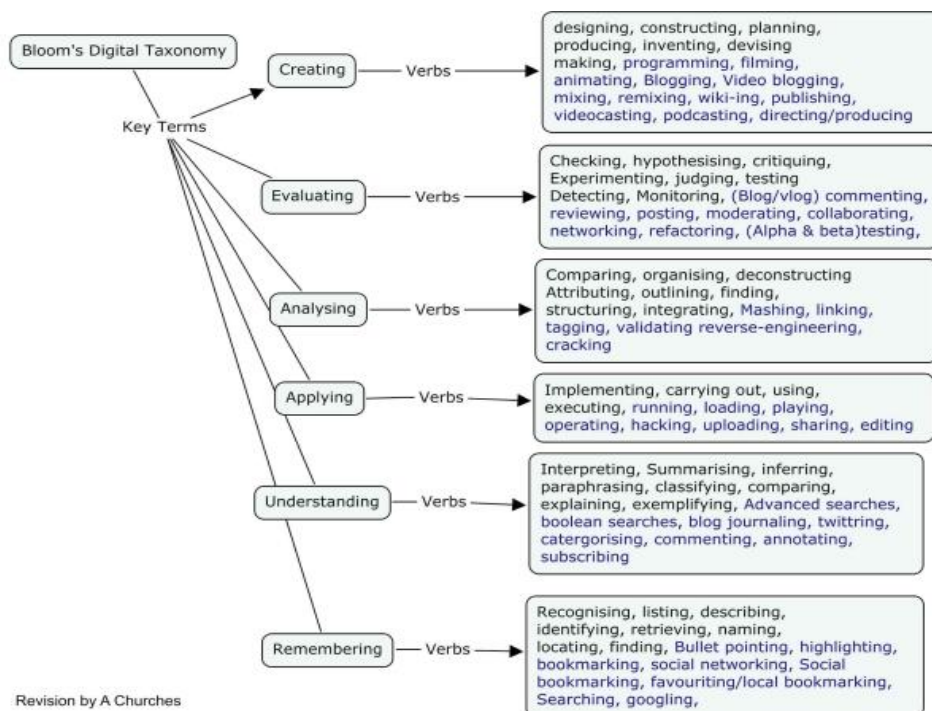 Bloom's Digital Taxonomy
Key Terms
Creating
Verbs
designing, constructing, planning,
producing, inventing, devising
making, programming, filming,
animating, Blogging, Video blogging,
mixing, remixing, wiki-ing, publishing,
videocasting, podcasting, directing/producing
Evaluating
Verbs
Checking, hypothesising, critiquing,
Experimenting, judging, testing
Detecting, Monitoring, (Blog/vlog) commenting,
reviewing, posting, moderating, collaborating,
networking, refactoring, (Alpha & beta)testing,
Analysing
Verbs
Comparing, organising, deconstructing
Attributing, outlining, finding,
structuring, integrating, Mashing, linking,
tagging, validating reverse-engineering,
cracking
Applying
Verbs
Implementing, carrying out, using,
executing, running, loading, playing,
operating, hacking, uploading, sharing, editing
Understanding
Verbs
Interpreting, Summarising, inferring,
paraphrasing, classifying, comparing,
explaining, exemplifying, Advanced searches,
boolean searches, blog journaling, twittring,
catergorising, commenting, annotating,
subscribing
Remembering
Verbs
Recognising, listing, describing,
identifying, retrieving, naming,
locating, finding, Bullet pointing, highlighting,
bookmarking, social networking, Social
bookmarking, favouriting/local bookmarking,
Searching, googling,
Revision by A Churches